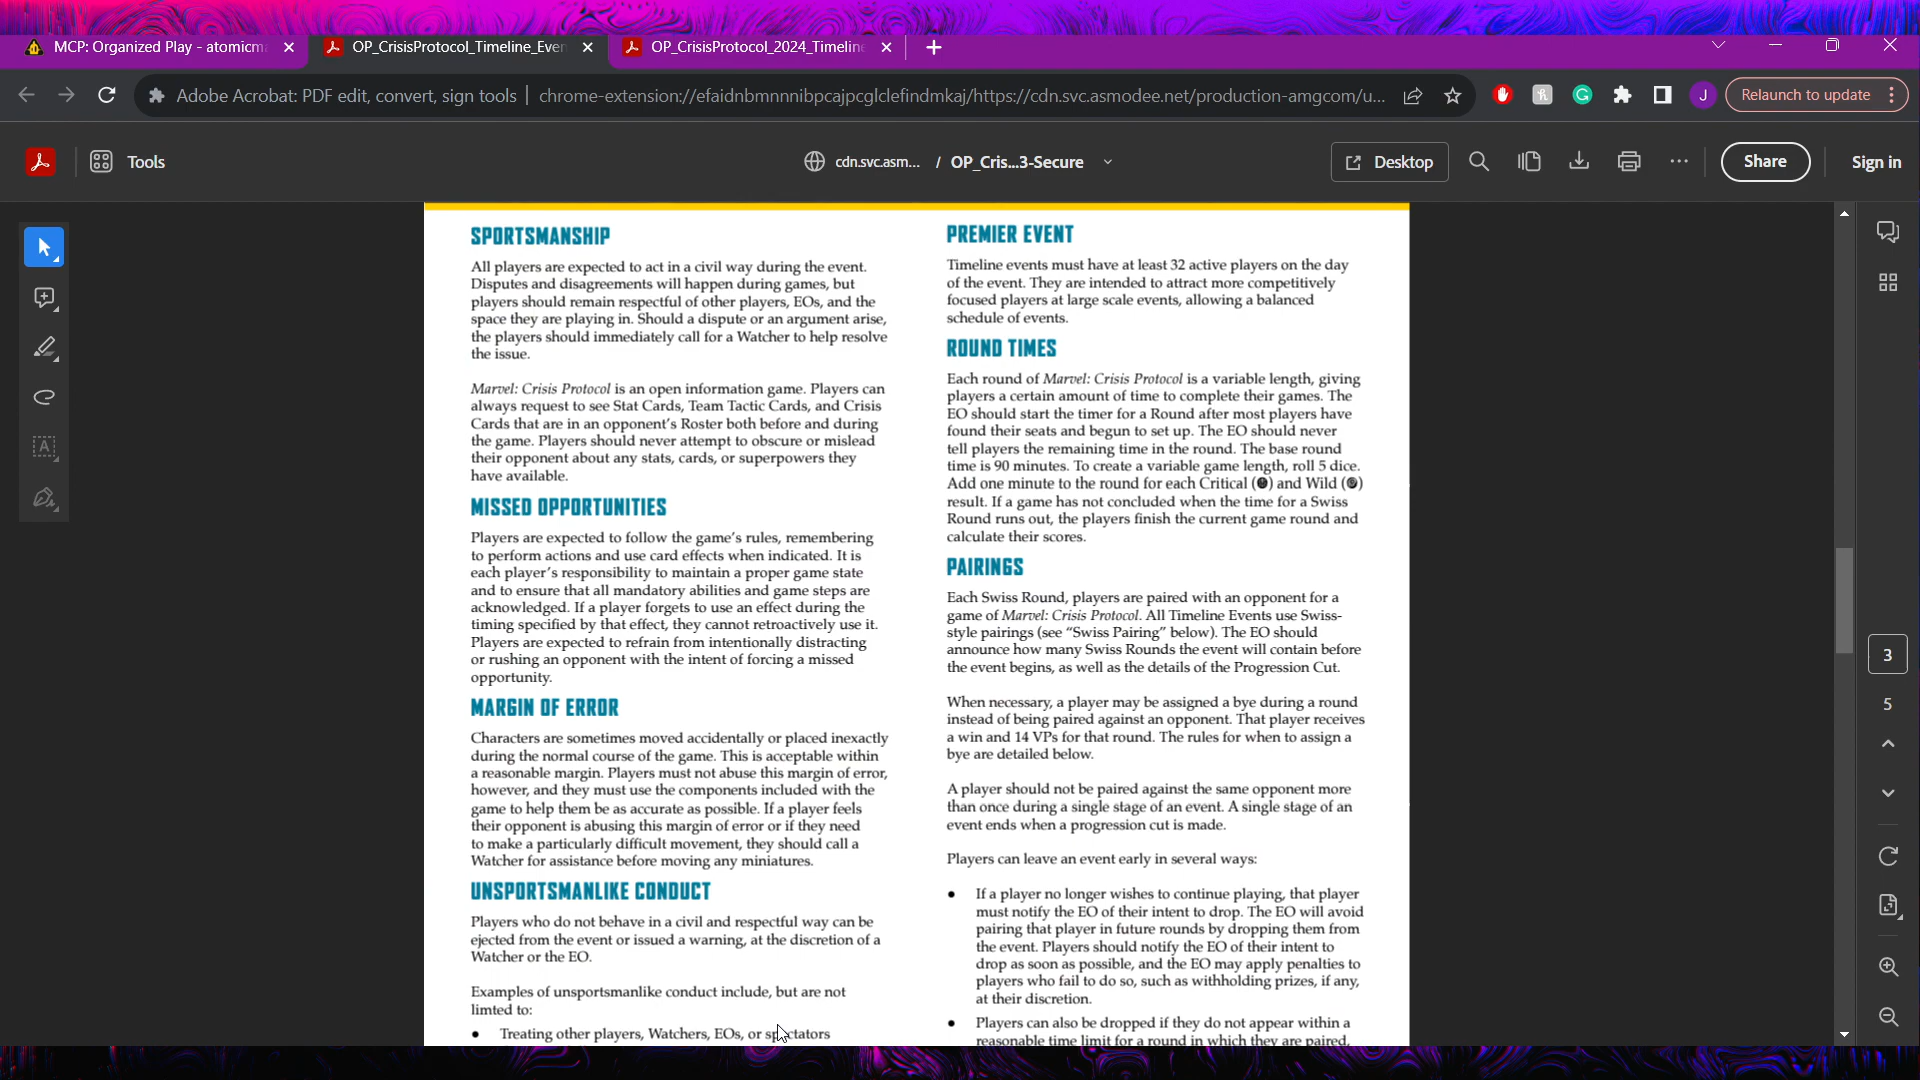 MCP: Organized Play - atomicma
OP_CrisisProtocol_Timeline_Even
OP_CrisisProtocol_2024_Timeline
Adobe Acrobat: PDF edit, convert, sign tools
chrome-extension://efaidnbmnnnibpcajpcglclefindmkaj/https://cdn.svc.asmodee.net/production-amgcom/u...
J
Relaunch to update
Tools
cdn.svc.asm... / OP_Cris...3-Secure
Desktop
Share
Sign in
SPORTSMANSHIP
All players are expected to act in a civil way during the event.
Disputes and disagreements will happen during games, but
players should remain respectful of other players, EOs, and the
space they are playing in. Should a dispute or an argument arise,
the players should immediately call for a Watcher to help resolve
the issue.
Marvel: Crisis Protocol is an open information game. Players can
always request to see Stat Cards, Team Tactic Cards, and Crisis
Cards that are in an opponent's Roster both before and during
the game. Players should never attempt to obscure or mislead
their opponent about any stats, cards, or superpowers they
have available.
MISSED OPPORTUNITIES
Players are expected to follow the game's rules, remembering
to perform actions and use card effects when indicated. It is
each player's responsibility to maintain a proper game state
and to ensure that all mandatory abilities and game steps are
acknowledged. If a player forgets to use an effect during the
timing specified by that effect, they cannot retroactively use it.
Players are expected to refrain from intentionally distracting
or rushing an opponent with the intent of forcing a missed
opportunity.
MARGIN OF ERROR
Characters are sometimes moved accidentally or placed inexactly
during the normal course of the game. This is acceptable within
a reasonable margin. Players must not abuse this margin of error,
however, and they must use the components included with the
game to help them be as accurate as possible. If a player feels
their opponent is abusing this margin of error or if they need
to make a particularly difficult movement, they should call a
Watcher for assistance before moving any miniatures.
UNSPORTSMANLIKE CONDUCT
Players who do not behave in a civil and respectful way can be
ejected from the event or issued a warning, at the discretion of a
Watcher or the EO.
Examples of unsportsmanlike conduct include, but are not
limted to:
• Treating other players, Watchers, EOs, or spectators
PREMIER EVENT
Timeline events must have at least 32 active players on the day
of the event. They are intended to attract more competitively
focused players at large scale events, allowing a balanced
schedule of events.
ROUND TIMES
Each round of Marvel: Crisis Protocol is a variable length, giving
players a certain amount of time to complete their games. The
EO should start the timer for a Round after most players have
found their seats and begun to set up. The EO should never
tell players the remaining time in the round. The base round
time is 90 minutes. To create a variable game length, roll 5 dice.
Add one minute to the round for each Critical () and Wild ()
result. If a game has not concluded when the time for a Swiss
Round runs out, the players finish the current game round and
calculate their scores.
PAIRINGS
Each Swiss Round, players are paired with an opponent for a
game of Marvel: Crisis Protocol. All Timeline Events use Swiss-
style pairings (see "Swiss Pairing" below). The EO should
announce how many Swiss Rounds the event will contain before
the event begins, as well as the details of the Progression Cut.
When necessary, a player may be assigned a bye during a round
instead of being paired against an opponent. That player receives
a win and 14 VPs for that round. The rules for when to assign a
bye are detailed below.
A player should not be paired against the same opponent more
than once during a single stage of an event. A single stage of an
event ends when a progression cut is made.
Players can leave an event early in several ways:
• If a player no longer wishes to continue playing, that player
must notify the EO of their intent to drop. The EO will avoid
pairing that player in future rounds by dropping them from
the event. Players should notify the EO of their intent to
drop as soon as possible, and the EO may apply penalties to
players who fail to do so, such as withholding prizes, if any,
at their discretion.
• Players can also be dropped if they do not appear within a
reasonable time limit for a round in which they are paired,
3
5